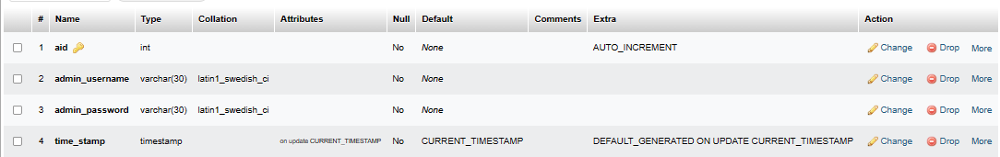 # Name Type Collation Attributes Null Default Comments Extra Action
1 aid int No None AUTO_INCREMENT Change Drop More
2 admin_username varchar(30) latin1_swedish_ci No None Change Drop More
3 admin_password varchar(30) latin1_swedish_ci No None Change Drop More
4 time_stamp timestamp on update CURRENT_TIMESTAMP No CURRENT_TIMESTAMP DEFAULT_GENERATED ON UPDATE CURRENT_TIMESTAMP Change Drop More